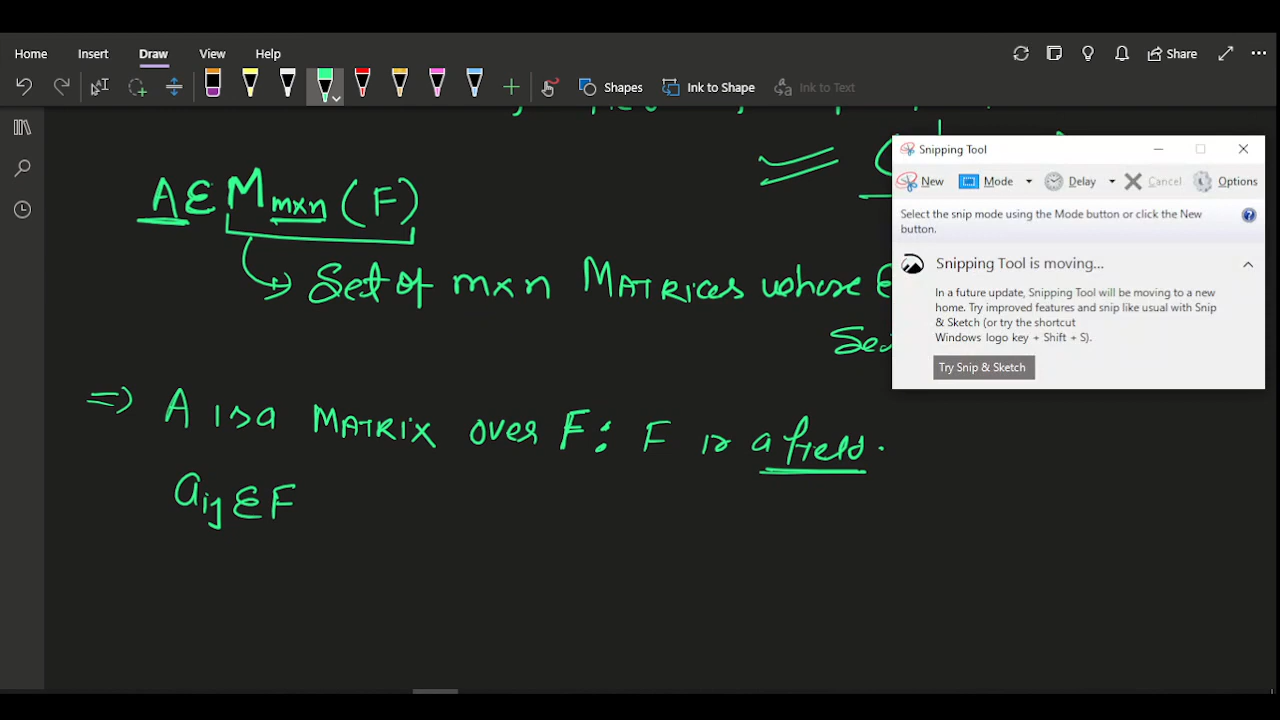 Home Insert Draw View Help Share
Shapes Ink to Shape Ink to Text
Snipping Tool
New Mode Delay Cancel Options
Select the snip mode using the Mode button or click the New
button.
Snipping Tool is moving...
In a future update, Snipping Tool will be moving to a new
home. Try improved features and snip like usual with Snip
& Sketch (or try the shortcut
Windows logo key + Shift + S).
Try Snip & Sketch
A ∈ M m×n (F)
Set of m×n MATRICES whose
⇒ A is a MATRIX over F: F is a field.
aij ∈ F